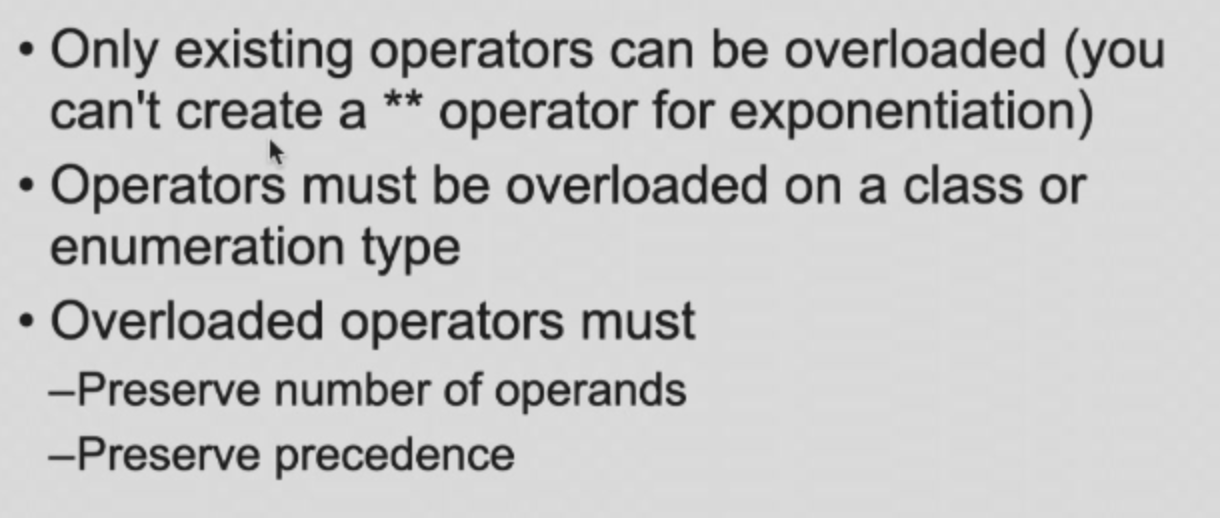 • Only existing operators can be overloaded (you
can't create a ** operator for exponentiation)
• Operators must be overloaded on a class or
enumeration type
• Overloaded operators must
–Preserve number of operands
–Preserve precedence